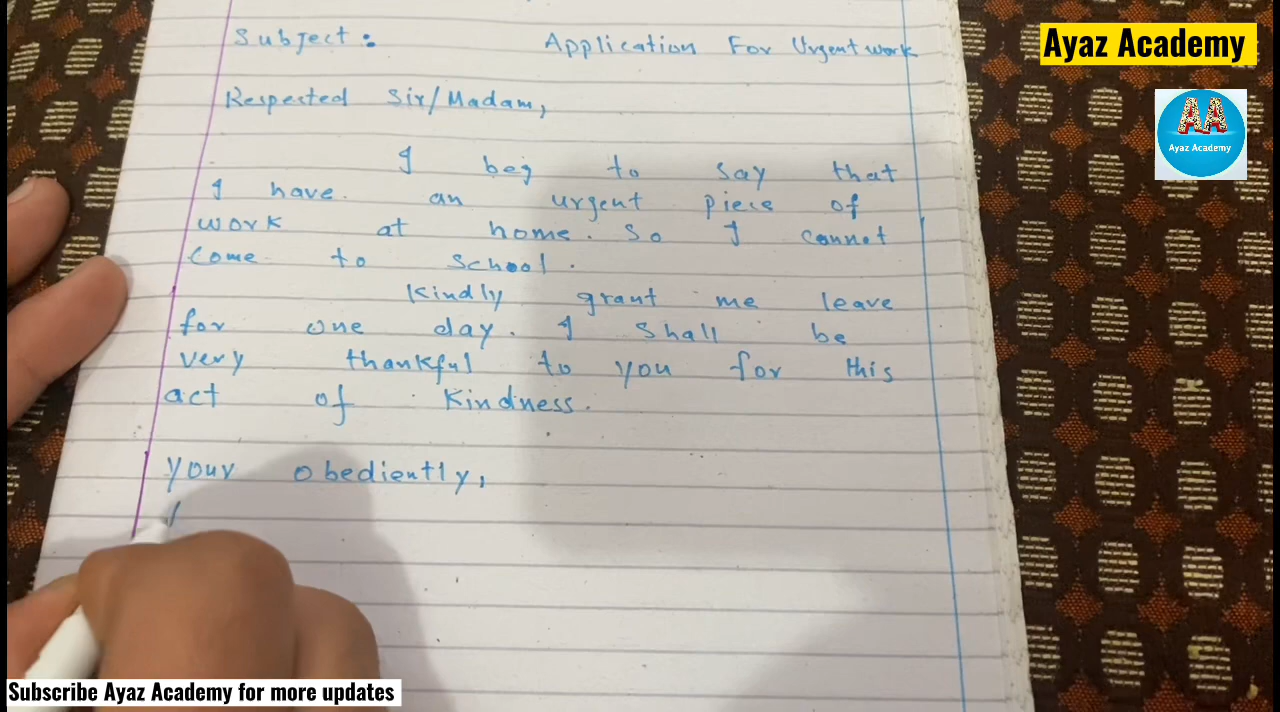 Subject: Application For Urgent work
Respected Sir/Madam,
I beg to say that
I have an urgent piece of
work at home. So I cannot
come to school.
Kindly grant me leave
for one day. I shall be
very thankful to you for this
act of kindness.
Your obediently,
Ayaz Academy
AA
Ayaz Academy
Subscribe Ayaz Academy for more updates